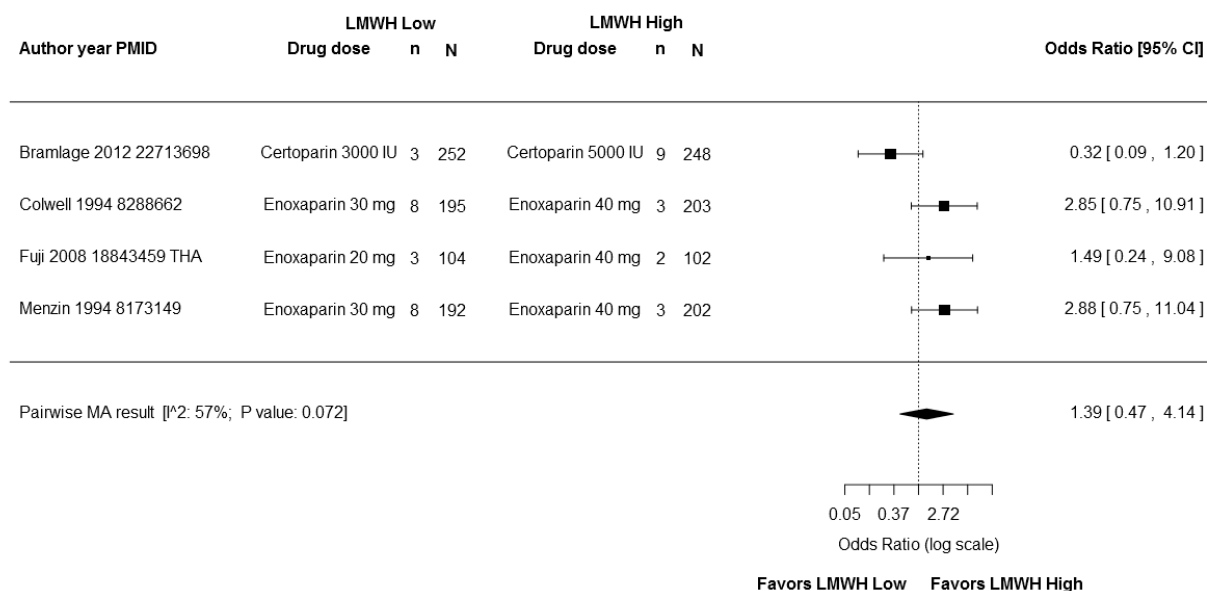 LMWH Low LMWH High
Author year PMID Drug dose n N Drug dose n N Odds Ratio [95% CI]
Bramlage 2012 22713698 Certoparin 3000 IU 3 252 Certoparin 5000 IU 9 248 0.32 [ 0.09 , 1.20 ]
Colwell 1994 8288662 Enoxaparin 30 mg 8 195 Enoxaparin 40 mg 3 203 2.85 [ 0.75 , 10.91 ]
Fuji 2008 18843459 THA Enoxaparin 20 mg 3 104 Enoxaparin 40 mg 2 102 1.49 [ 0.24 , 9.08 ]
Menzin 1994 8173149 Enoxaparin 30 mg 8 192 Enoxaparin 40 mg 3 202 2.88 [ 0.75 , 11.04 ]
Pairwise MA result [I^2: 57%; P value: 0.072] 1.39 [ 0.47 , 4.14 ]
0.05 0.37 2.72
Odds Ratio (log scale)
Favors LMWH Low Favors LMWH High